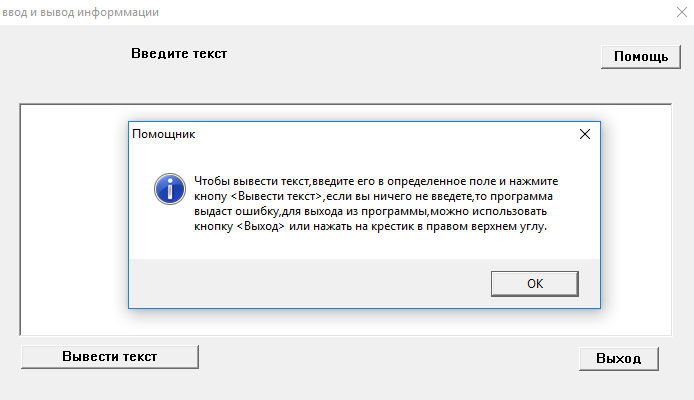 ввод и вывод информмации
Введите текст
Помощь
Помощник
Чтобы вывести текст,введите его в определенное поле и нажмите
кнопу <Вывести текст>,если вы ничего не введете,то программа
выдаст ошибку,для выхода из программы,можно использовать
кнопку <Выход> или нажать на крестик в правом верхнем углу.
ОК
Вывести текст
Выход